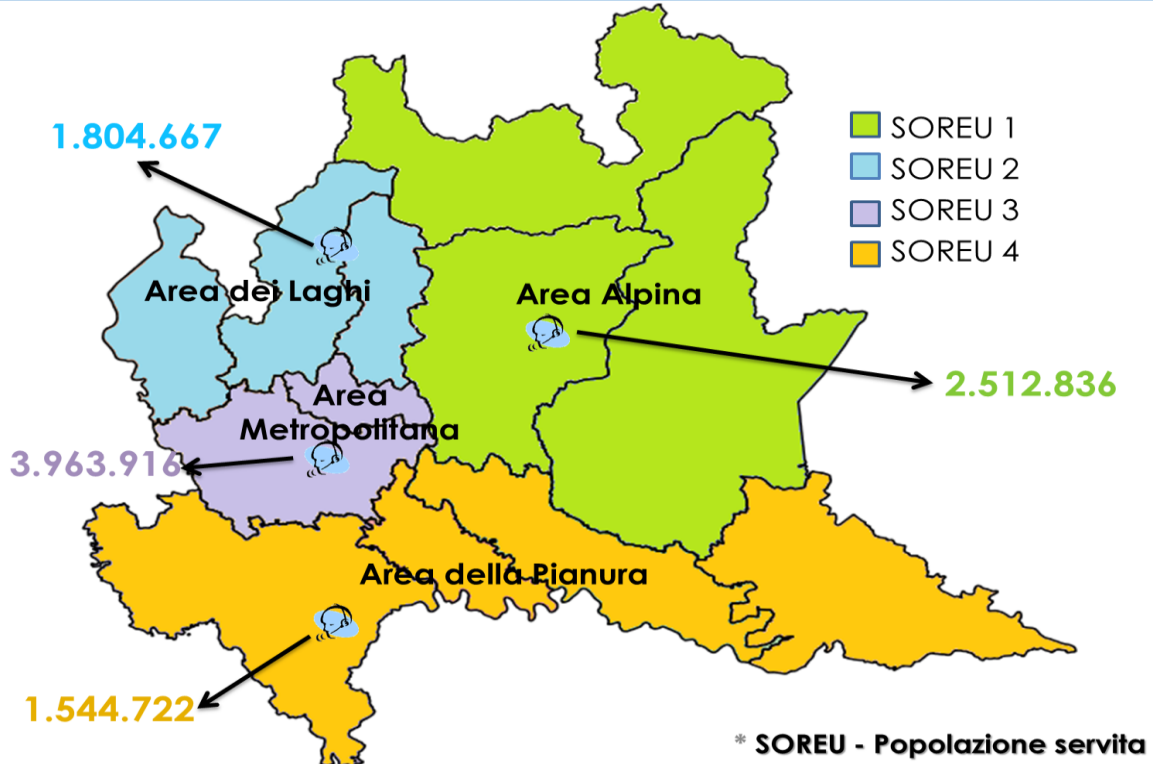 1.804.667
SOREU 1
SOREU 2
SOREU 3
SOREU 4
Area dei Laghi
Area Alpina
2.512.836
Area
Metropolitana
3.963.916
Area della Pianura
1.544.722
* SOREU - Popolazione servita